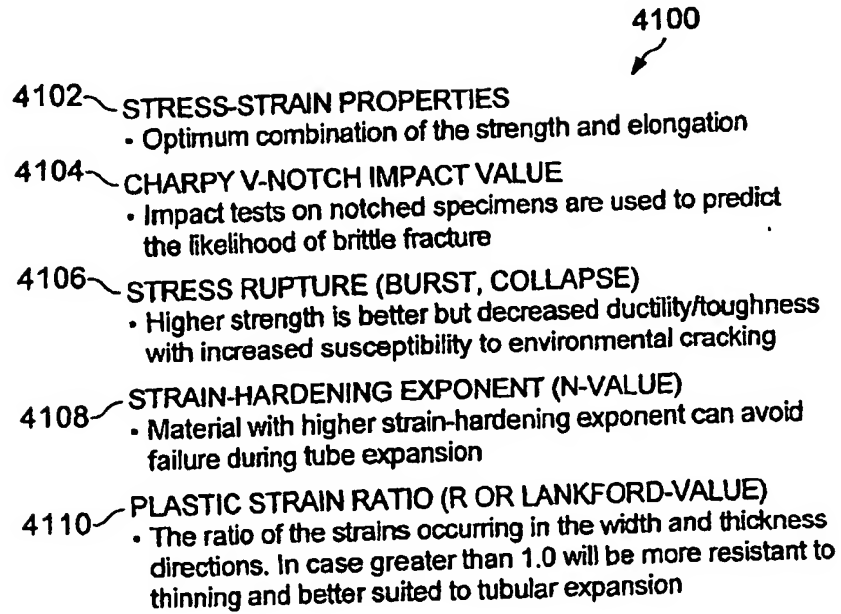 4100
4102 STRESS-STRAIN PROPERTIES
• Optimum combination of the strength and elongation
4104 CHARPY V-NOTCH IMPACT VALUE
• Impact tests on notched specimens are used to predict
the likelihood of brittle fracture
4106 STRESS RUPTURE (BURST, COLLAPSE)
• Higher strength is better but decreased ductility/toughness
with increased susceptibility to environmental cracking
4108 STRAIN-HARDENING EXPONENT (N-VALUE)
• Material with higher strain-hardening exponent can avoid
failure during tube expansion
4110 PLASTIC STRAIN RATIO (R OR LANKFORD-VALUE)
• The ratio of the strains occurring in the width and thickness
directions. In case greater than 1.0 will be more resistant to
thinning and better suited to tubular expansion